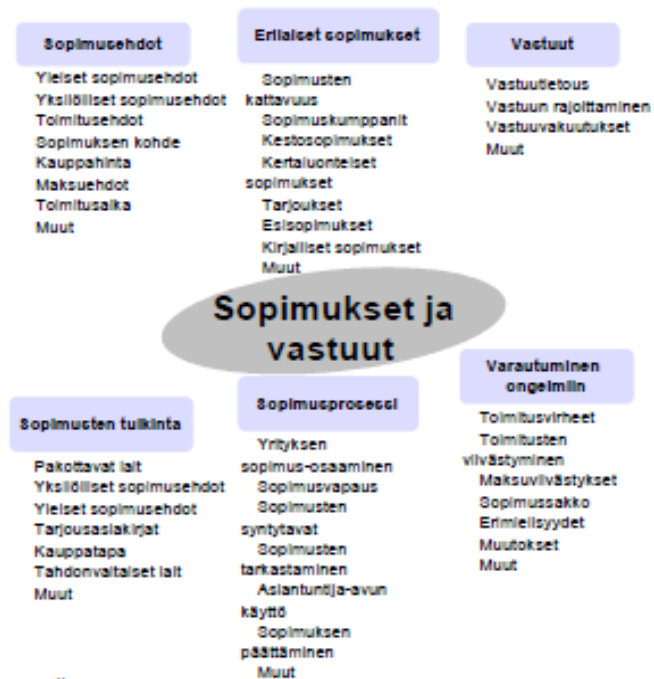 Sopimusehdot
Yleiset sopimusehdot
Yksilölliset sopimusehdot
Toimitusehdot
Sopimuksen kohde
Kauppahinta
Maksuehdot
Toimitusaika
Muut
Erilaiset sopimukset
Sopimusten
kattavuus
Sopimuskumppanit
Kestosopimukset
Kertaluonteiset
sopimukset
Tarjoukset
Esisopimukset
Kirjalliset sopimukset
Muut
Vastuut
Vastuutietous
Vastuun rajoittaminen
Vastuuvakuutukset
Muut
Sopimukset ja
vastuut
Sopimusten tulkinta
Pakottavat lait
Yksilölliset sopimusehdot
Yleiset sopimusehdot
Tarjousasiakirjat
Kauppatapa
Tahdonvaltaiset lait
Muut
Sopimusprosessi
Yrityksen
sopimus-osaaminen
Sopimusvapaus
Sopimusten
syntytavat
Sopimusten
tarkastaminen
Asiantuntija-avun
käyttö
Sopimuksen
päättäminen
Muut
Varautuminen
ongelmiin
Toimitusvirheet
Toimitusten
viivästyminen
Maksuviivästykset
Sopimussakko
Erimielisyydet
Muutokset
Muut